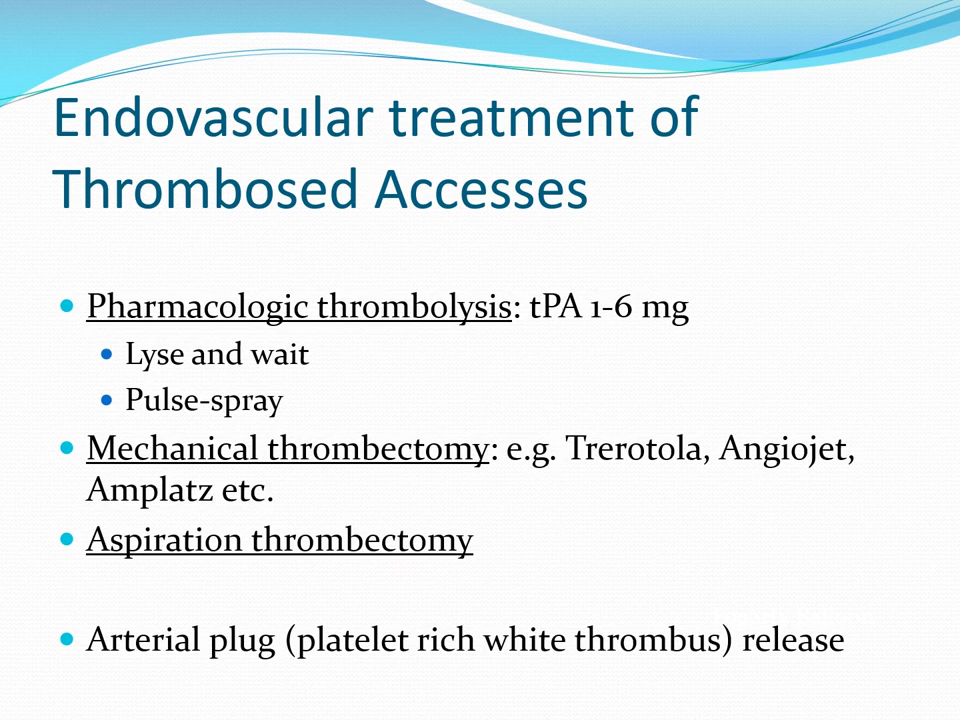 Endovascular treatment of
Thrombosed Accesses
Pharmacologic thrombolysis: tPA 1-6 mg
Lyse and wait
Pulse-spray
Mechanical thrombectomy: e.g. Trerotola, Angiojet,
Amplatz etc.
Aspiration thrombectomy
Arterial plug (platelet rich white thrombus) release